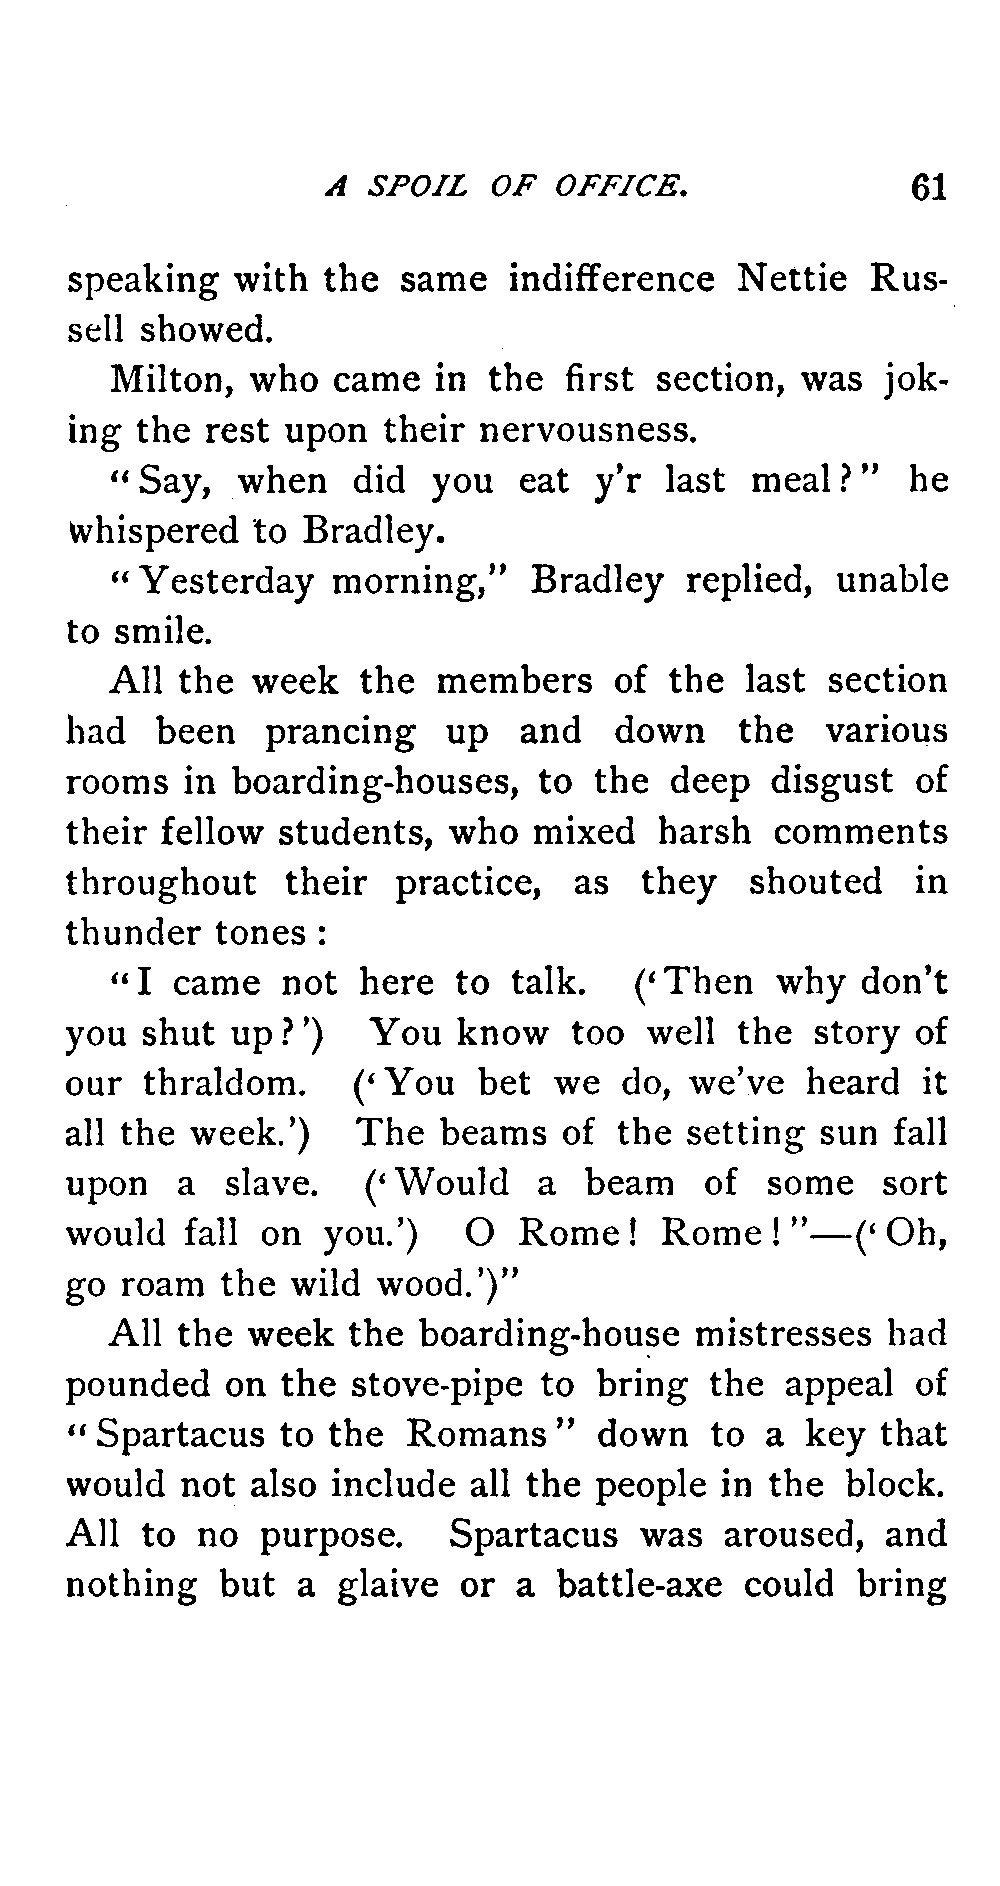 A SPOIL OF OFFICE. 61
speaking with the same indifference Nettie Rus-
sell showed.
Milton, who came in the first section, was jok-
ing the rest upon their nervousness.
"Say, when did you eat y'r last meal?" he
whispered to Bradley.
"Yesterday morning," Bradley replied, unable
to smile.
All the week the members of the last section
had been prancing up and down the various
rooms in boarding-houses, to the deep disgust of
their fellow students, who mixed harsh comments
throughout their practice, as they shouted in
thunder tones:
"I came not here to talk. ('Then why don't
you shut up?') You know too well the story of
our thraldom. ('You bet we do, we've heard it
all the week.') The beams of the setting sun fall
upon a slave. ('Would a beam of some sort
would fall on you.') O Rome! Rome!"—('Oh,
go roam the wild wood.')"
All the week the boarding-house mistresses had
pounded on the stove-pipe to bring the appeal of
"Spartacus to the Romans" down to a key that
would not also include all the people in the block.
All to no purpose. Spartacus was aroused, and
nothing but a glaive or a battle-axe could bring